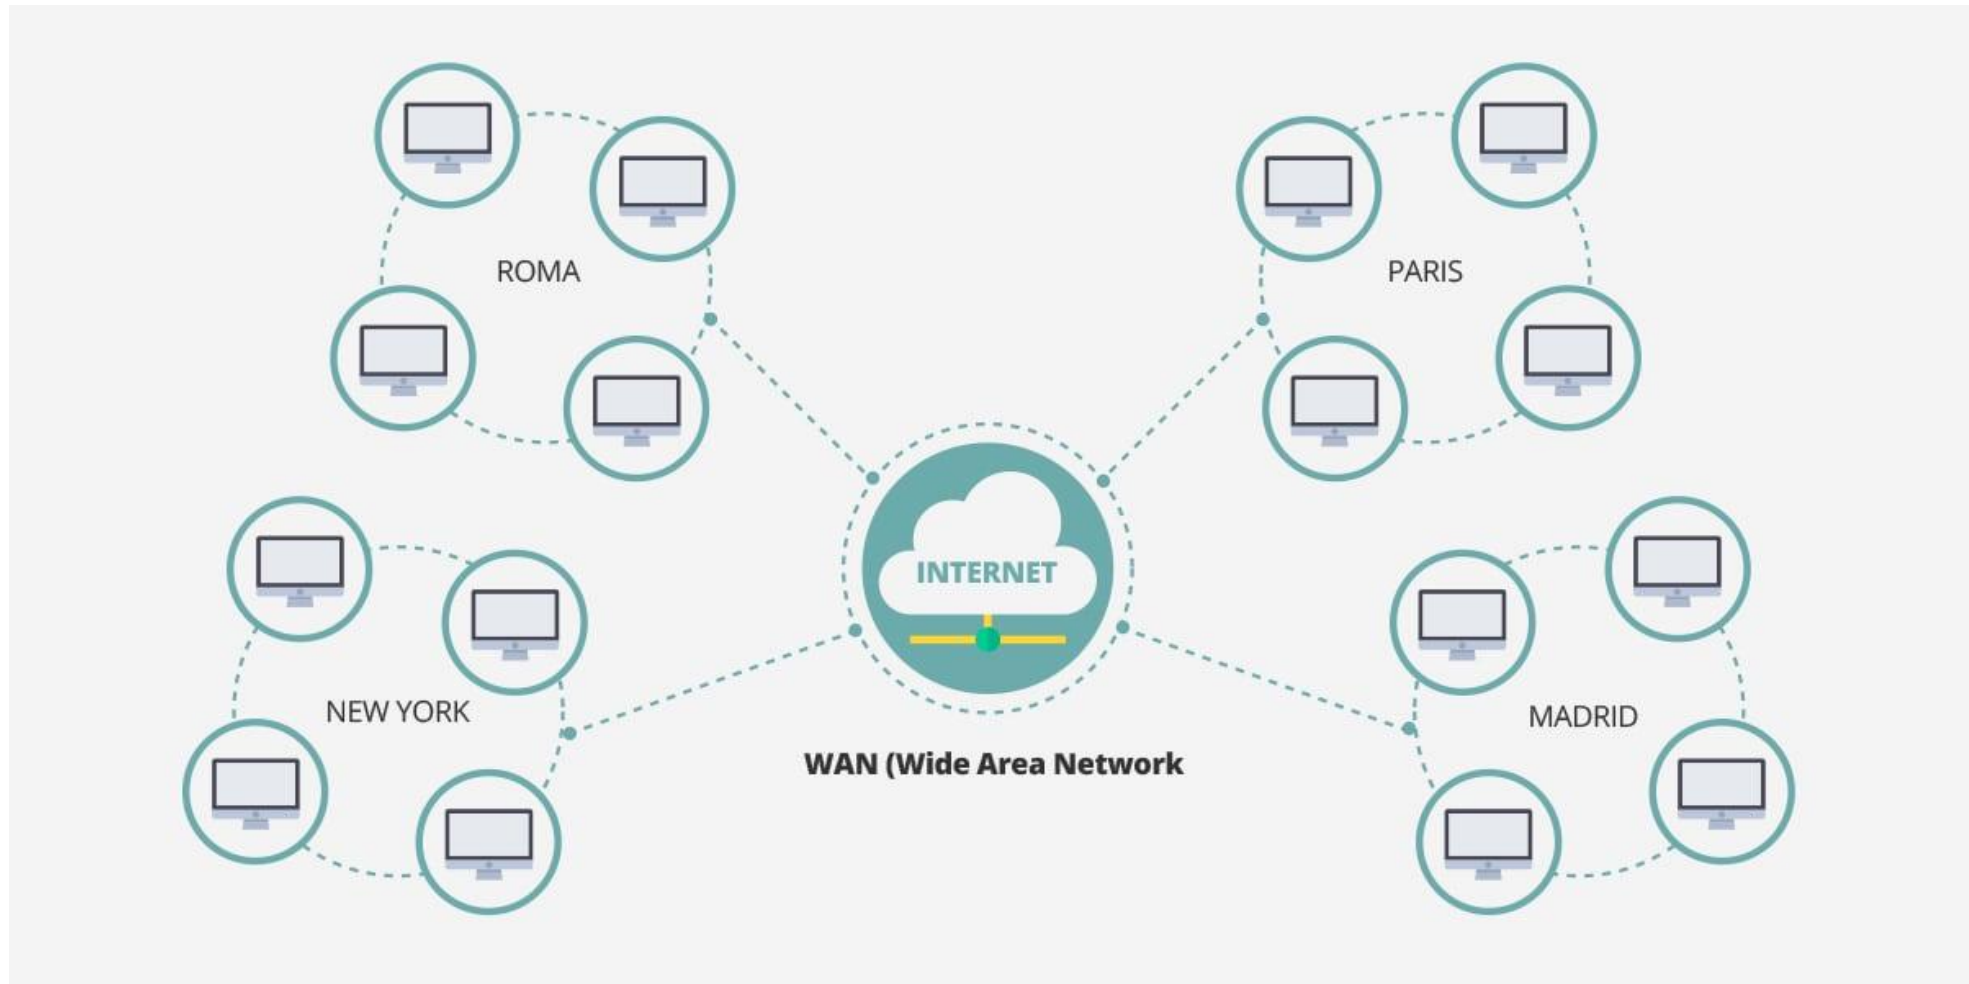 ROMA
PARIS
INTERNET
NEW YORK
MADRID
WAN (Wide Area Network